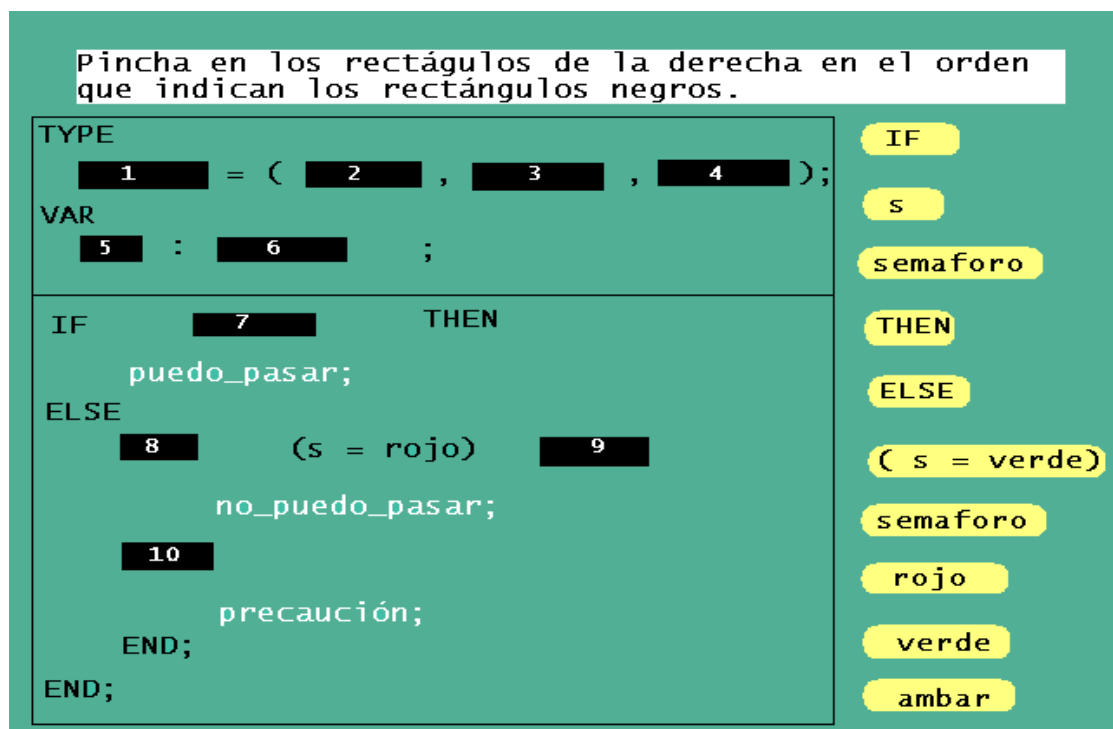 Pincha en los rectágulos de la derecha en el orden
que indican los rectángulos negros.
TYPE
1 = ( 2 , 3 , 4 );
VAR
5 : 6 ;
IF 7 THEN
puedo_pasar;
ELSE
8 (s = rojo) 9
no_puedo_pasar;
10
precaución;
END;
END;
IF
s
semaforo
THEN
ELSE
( s = verde)
semaforo
rojo
verde
ambar